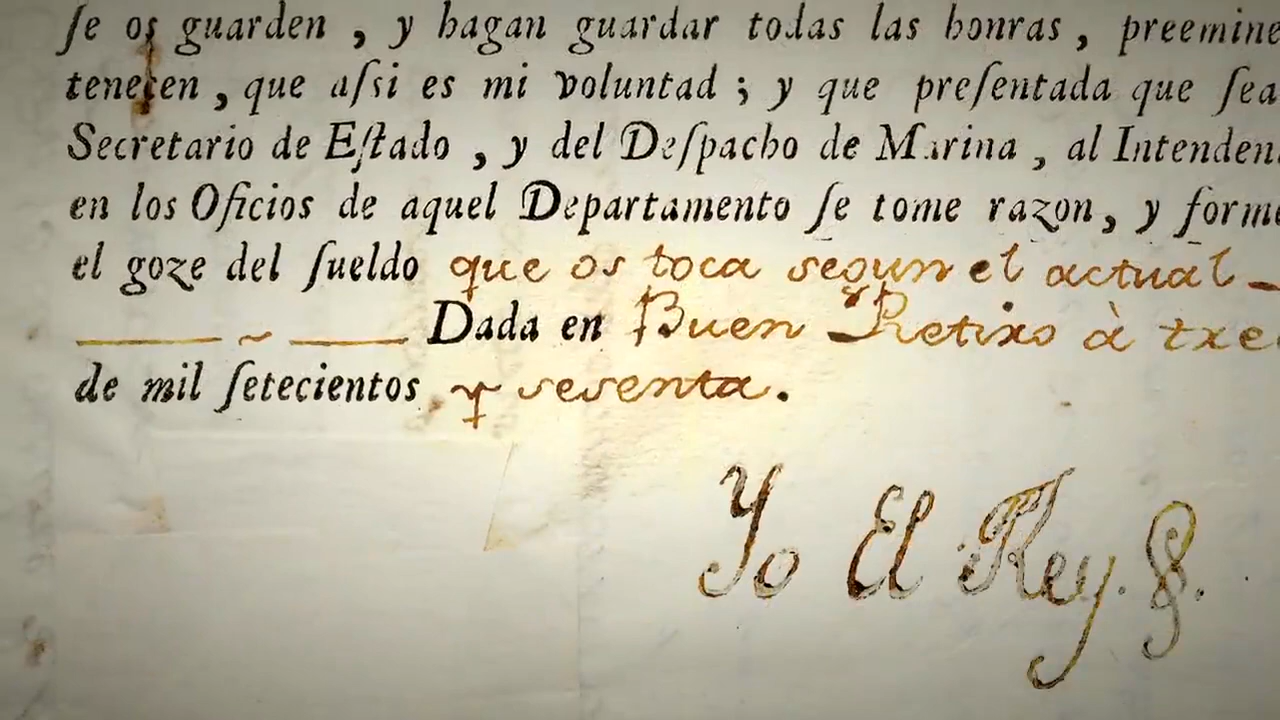 ſe os guarden , y hagan guardar todas las honras , preemine
tenecen , que aſsi es mi voluntad ; y que preſentada que ſea
Secretario de Eſtado , y del Deſpacho de Marina , al Intenden
en los Oficios de aquel Departamento ſe tome razon , y forme
el goze del ſueldo que os toca segun el actual
Dada en Buen Retiro à tre
de mil ſetecientos y sesenta.
Yo El Rey.